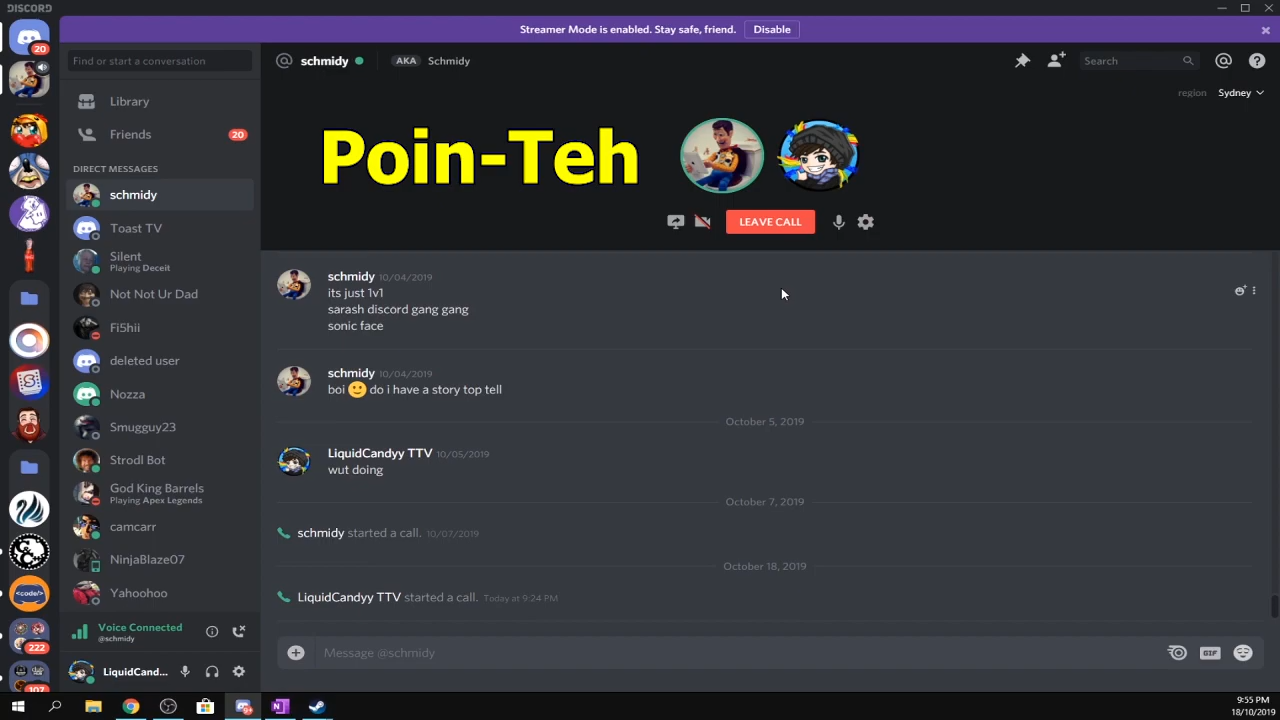 DISCORD
Streamer Mode is enabled. Stay safe, friend. Disable
20
Find or start a conversation
schmidy AKA Schmidy
Search
region Sydney
Library
Friends 20
DIRECT MESSAGES
schmidy
Toast TV
Silent
Playing Deceit
Not Not Ur Dad
Fi5hii
deleted user
Nozza
Smugguy23
Strodl Bot
God King Barrels
Playing Apex Legends
camcarr
NinjaBlaze07
Yahoohoo
Voice Connected
@schmidy
LiquidCand...
</code>
222
107
Poin-Teh
LEAVE CALL
schmidy 10/04/2019
its just 1v1
sarash discord gang gang
sonic face
schmidy 10/04/2019
boi 🙂 do i have a story top tell
October 5, 2019
LiquidCandyy TTV 10/05/2019
wut doing
October 7, 2019
schmidy started a call. 10/07/2019
October 18, 2019
LiquidCandyy TTV started a call. Today at 9:24 PM
Message @schmidy
GIF
9+
9:55 PM
18/10/2019